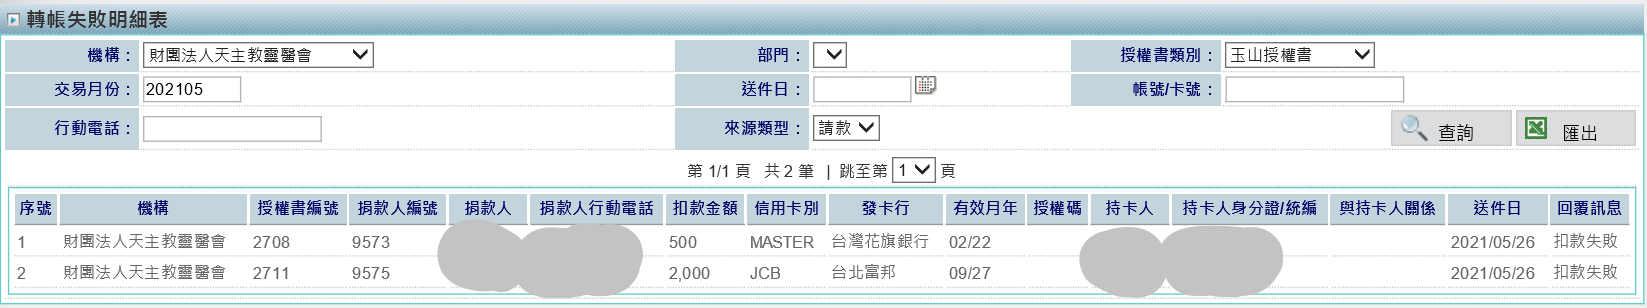 轉帳失敗明細表
機構： 財團法人天主教靈醫會 部門： 授權書類別： 玉山授權書
交易月份： 202105 送件日： 帳號/卡號：
行動電話： 來源類型： 請款 查詢 匯出
第 1/1 頁 共 2 筆 | 跳至第 1 頁
序號 機構 授權書編號 捐款人編號 捐款人 捐款人行動電話 扣款金額 信用卡別 發卡行 有效月年 授權碼 持卡人 持卡人身分證/統編 與持卡人關係 送件日 回覆訊息
1 財團法人天主教靈醫會 2708 9573 500 MASTER 台灣花旗銀行 02/22 2021/05/26 扣款失敗
2 財團法人天主教靈醫會 2711 9575 2,000 JCB 台北富邦 09/27 2021/05/26 扣款失敗